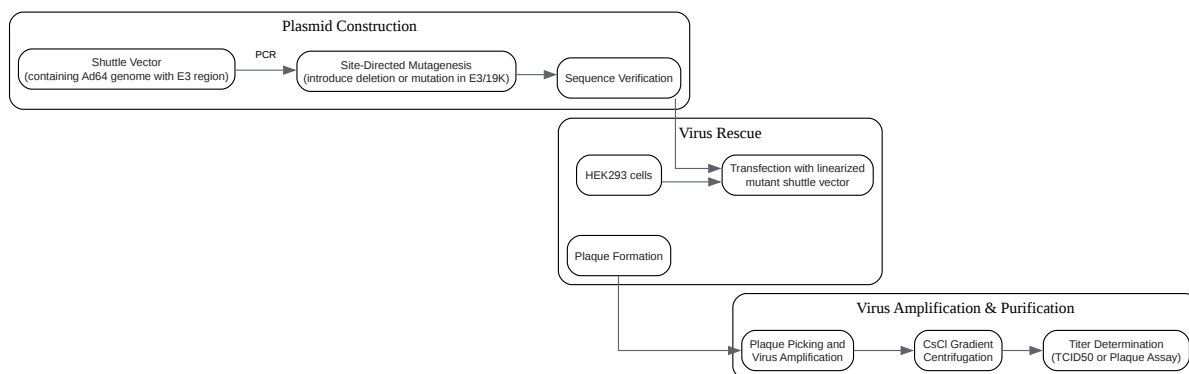 Plasmid Construction
Shuttle Vector
(containing Ad64 genome with E3 region)
PCR
Site-Directed Mutagenesis
(introduce deletion or mutation in E3/19K)
Sequence Verification
Virus Rescue
HEK293 cells
Transfection with linearized
mutant shuttle vector
Plaque Formation
Virus Amplification & Purification
Plaque Picking and
Virus Amplification
CsCl Gradient
Centrifugation
Titer Determination
(TCID50 or Plaque Assay)